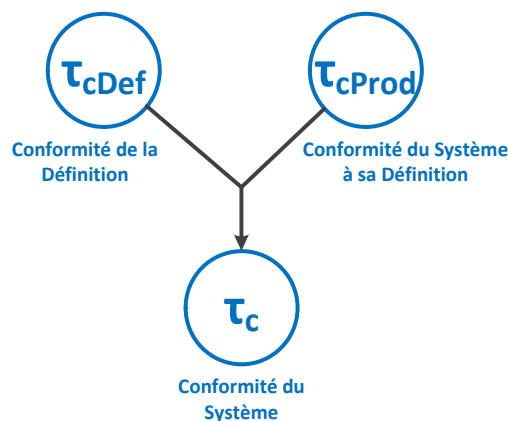 τcDef
τcProd
Conformité de la
Définition
Conformité du Système
à sa Définition
τc
Conformité du
Système